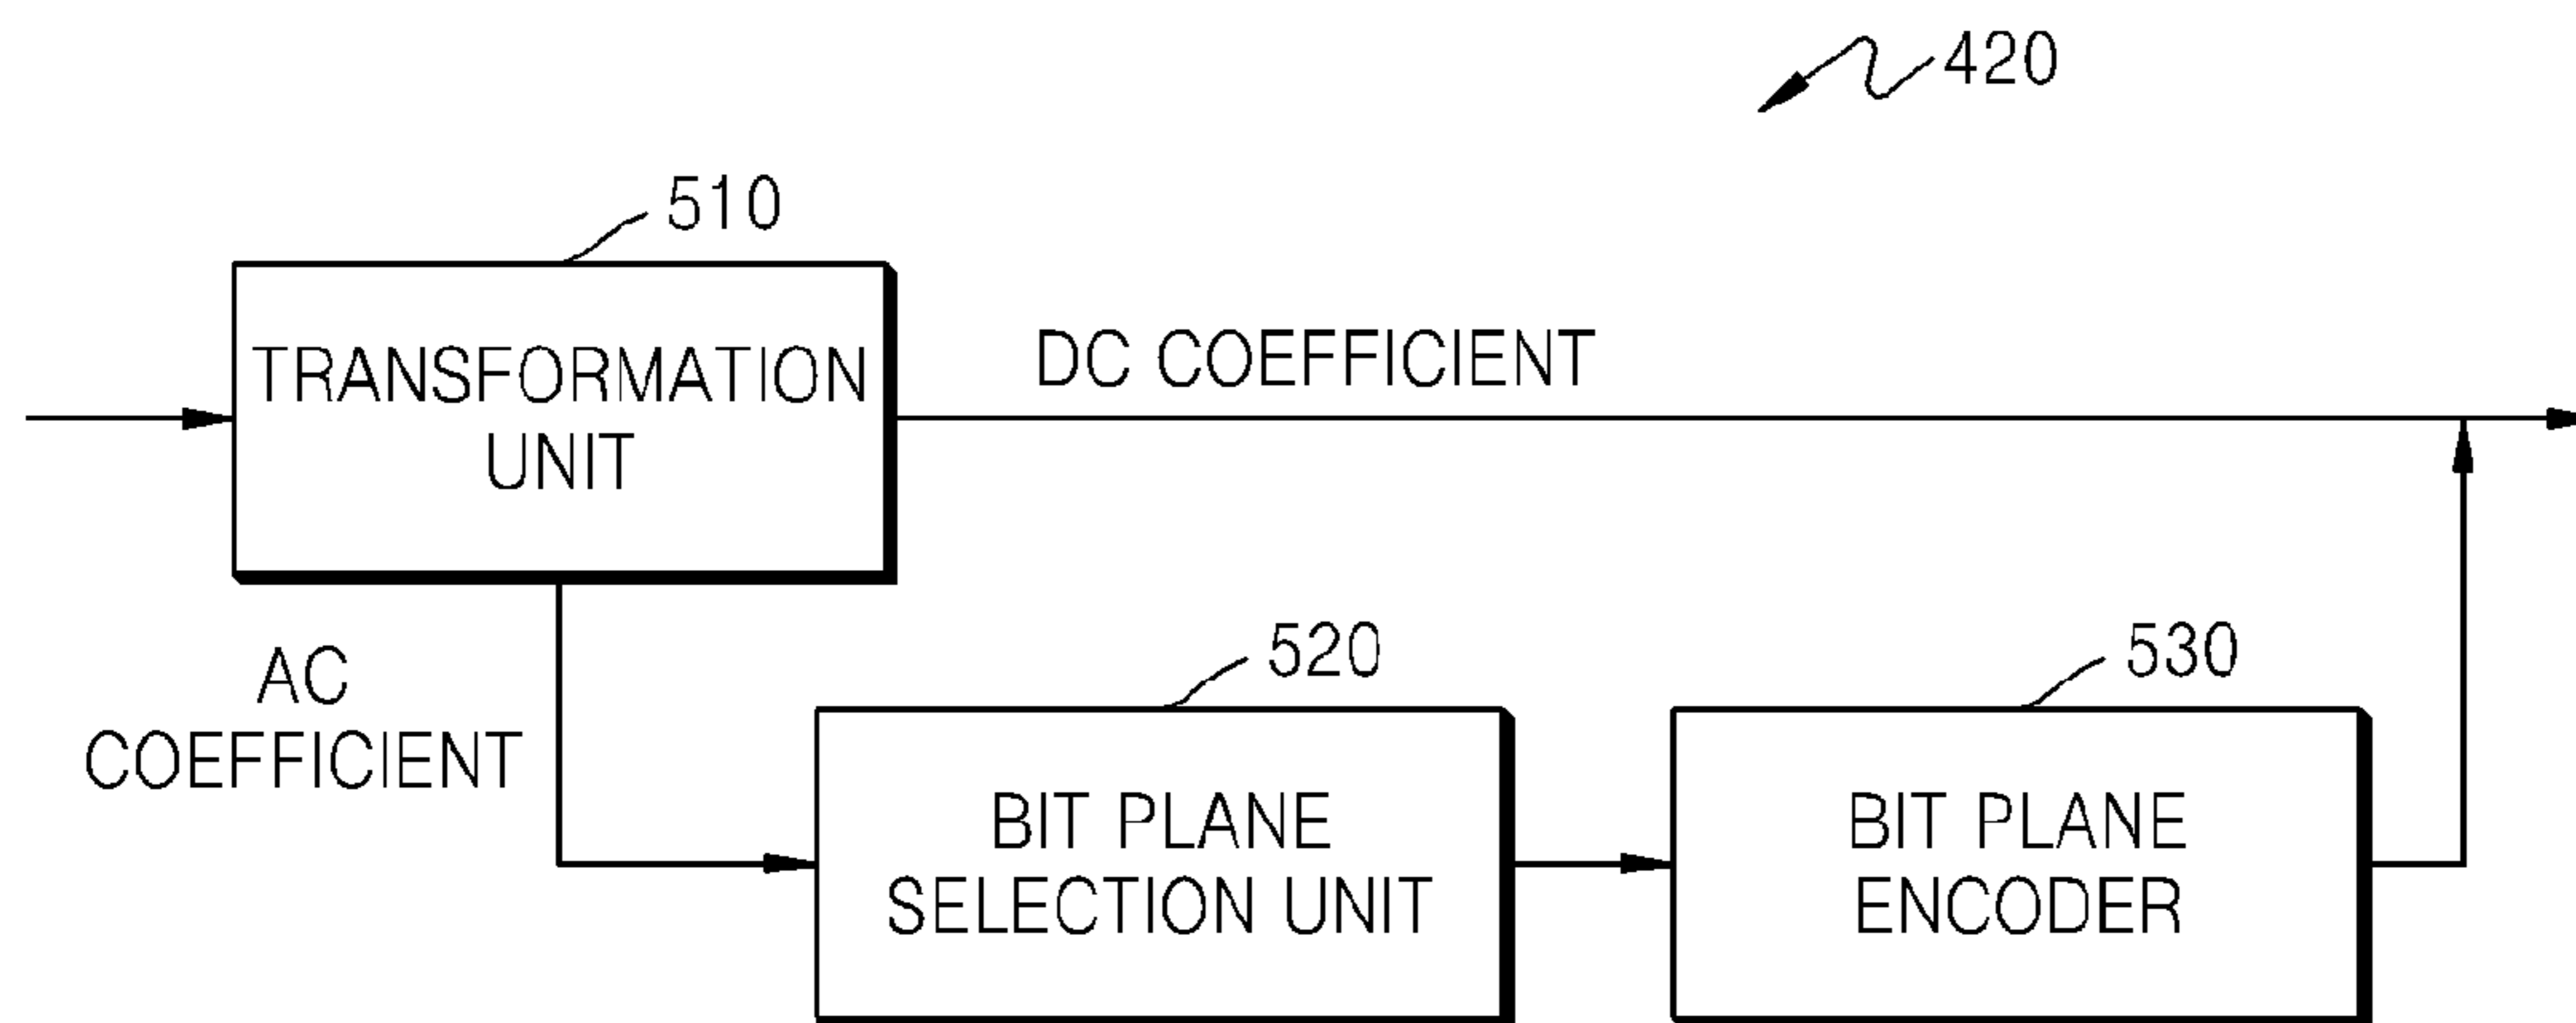 420
510
TRANSFORMATION
UNIT
DC COEFFICIENT
AC
COEFFICIENT
520
BIT PLANE
SELECTION UNIT
530
BIT PLANE
ENCODER